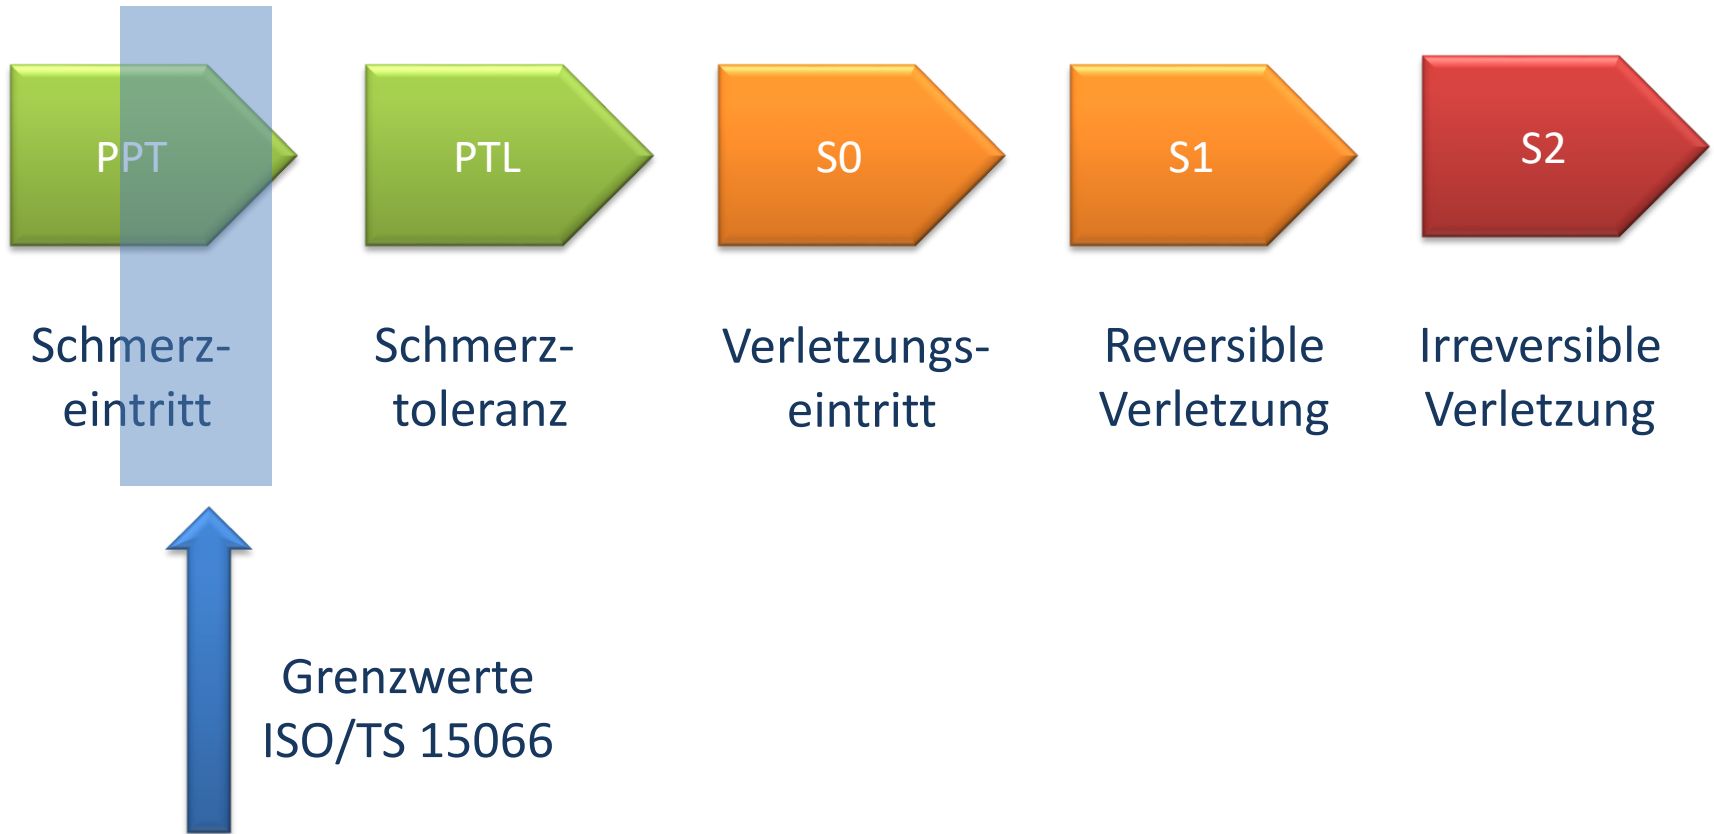 PPT
PTL
S0
S1
S2
Schmerz-
eintritt
Schmerz-
toleranz
Verletzungs-
eintritt
Reversible
Verletzung
Irreversible
Verletzung
Grenzwerte
ISO/TS 15066